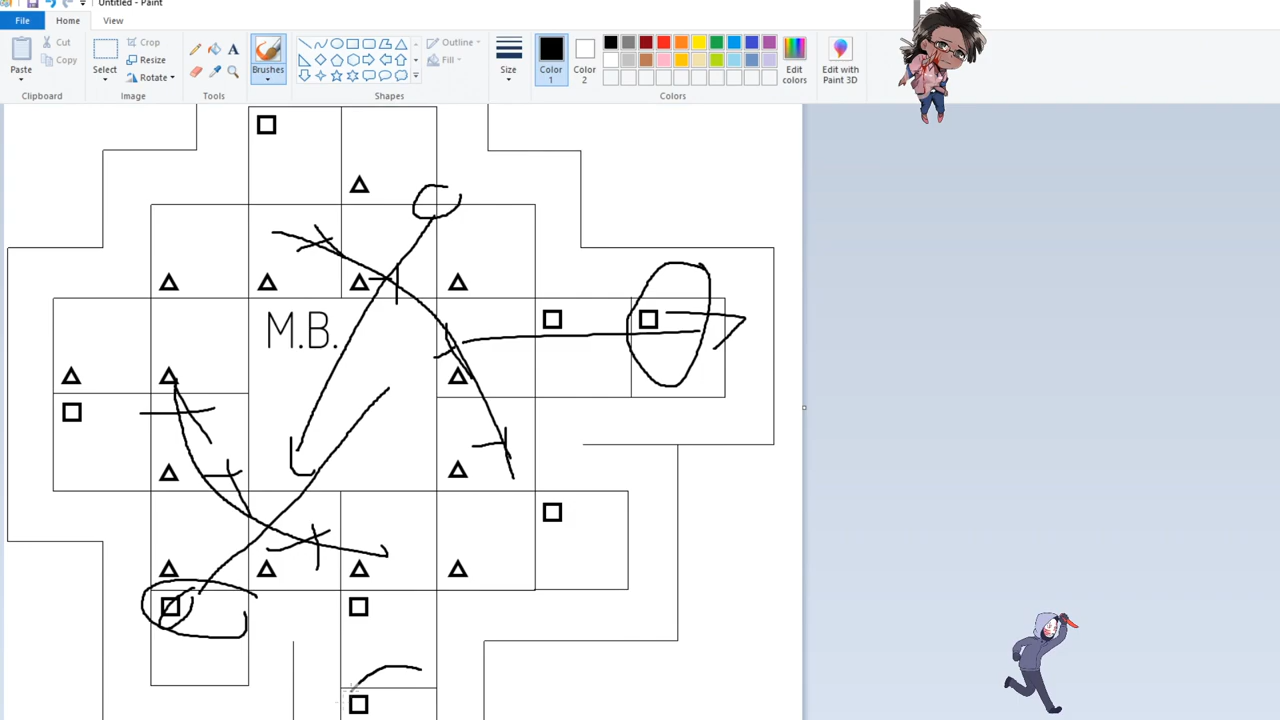 Untitled - Paint
File Home View
Paste
Cut
Copy
Clipboard
Select
Crop
Resize
Rotate
Image
Tools
Brushes
Outline
Fill
Shapes
Size
Color 1
Color 2
Edit colors
Colors
Edit with Paint 3D
A
M.B.